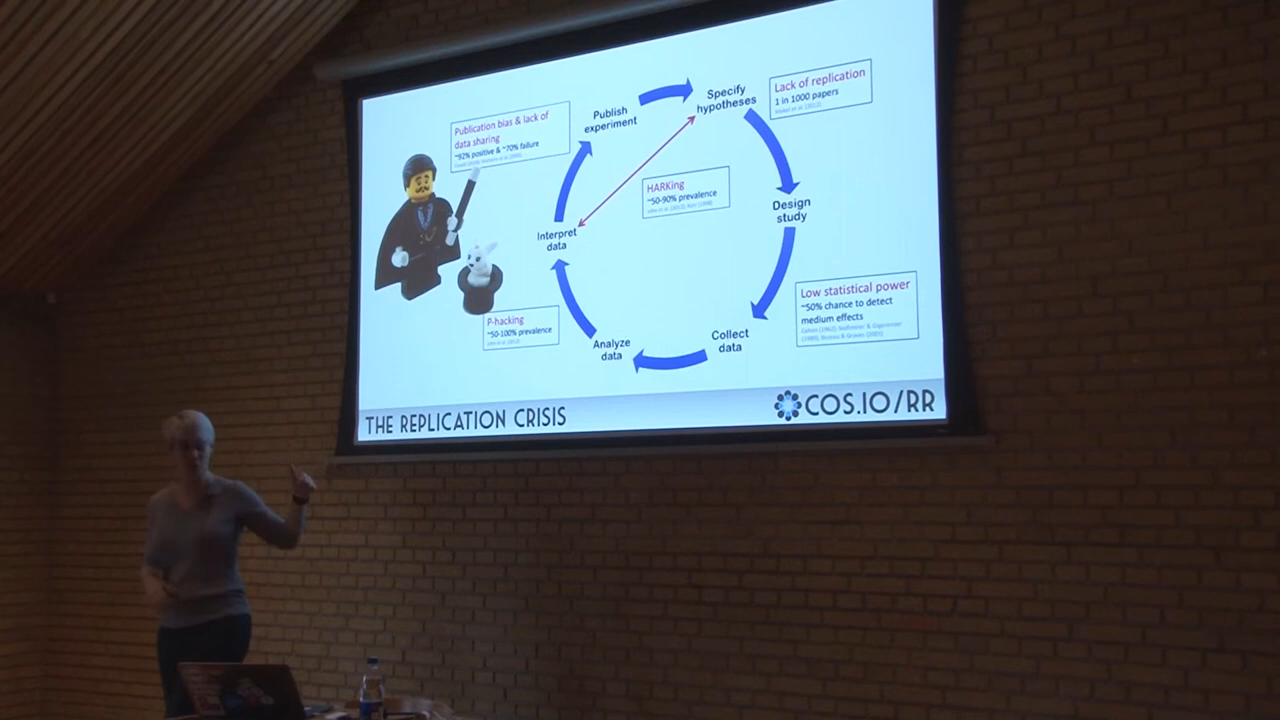 Publish
experiment
Specify
hypotheses
Lack of replication
1 in 1000 papers
Publication bias & lack of
data sharing
~92% positive & ~70% failure
HARKing
~50-90% prevalence
Design
study
Interpret
data
Low statistical power
~50% chance to detect
medium effects
P-hacking
~50-100% prevalence
Analyze
data
Collect
data
THE REPLICATION CRISIS
COS.IO/RR